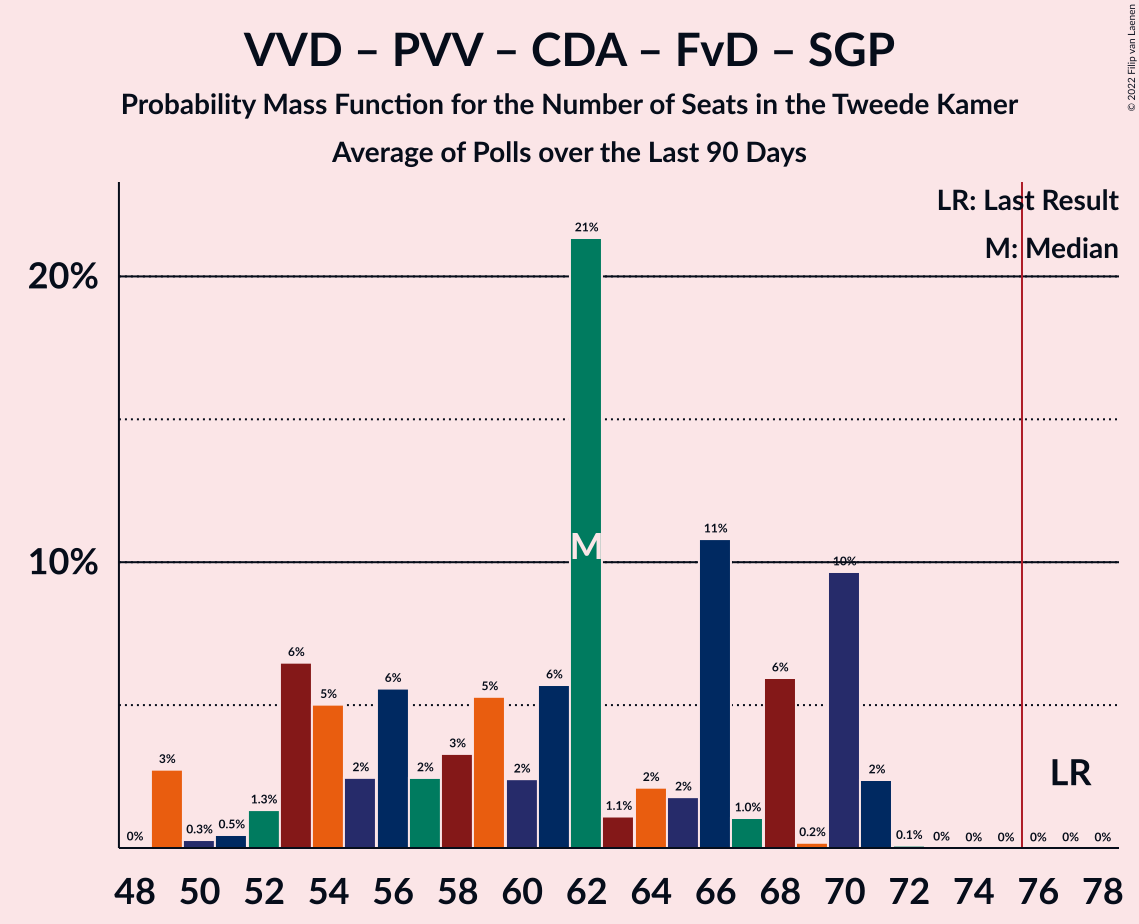 VVD – PVV – CDA – FvD – SGP
Probability Mass Function for the Number of Seats in the Tweede Kamer
Average of Polls over the Last 90 Days
© 2022 Filip van Laenen
LR: Last Result
M: Median
20%
10%
0% 3% 0.3% 0.5% 1.3% 6% 5% 2% 6% 2% 3% 5% 2% 6% 21% 1.1% 2% 2% 11% 1.0% 6% 0.2% 10% 2% 0.1% 0% 0% 0% 0% 0% 0%
M
LR
48 50 52 54 56 58 60 62 64 66 68 70 72 74 76 78